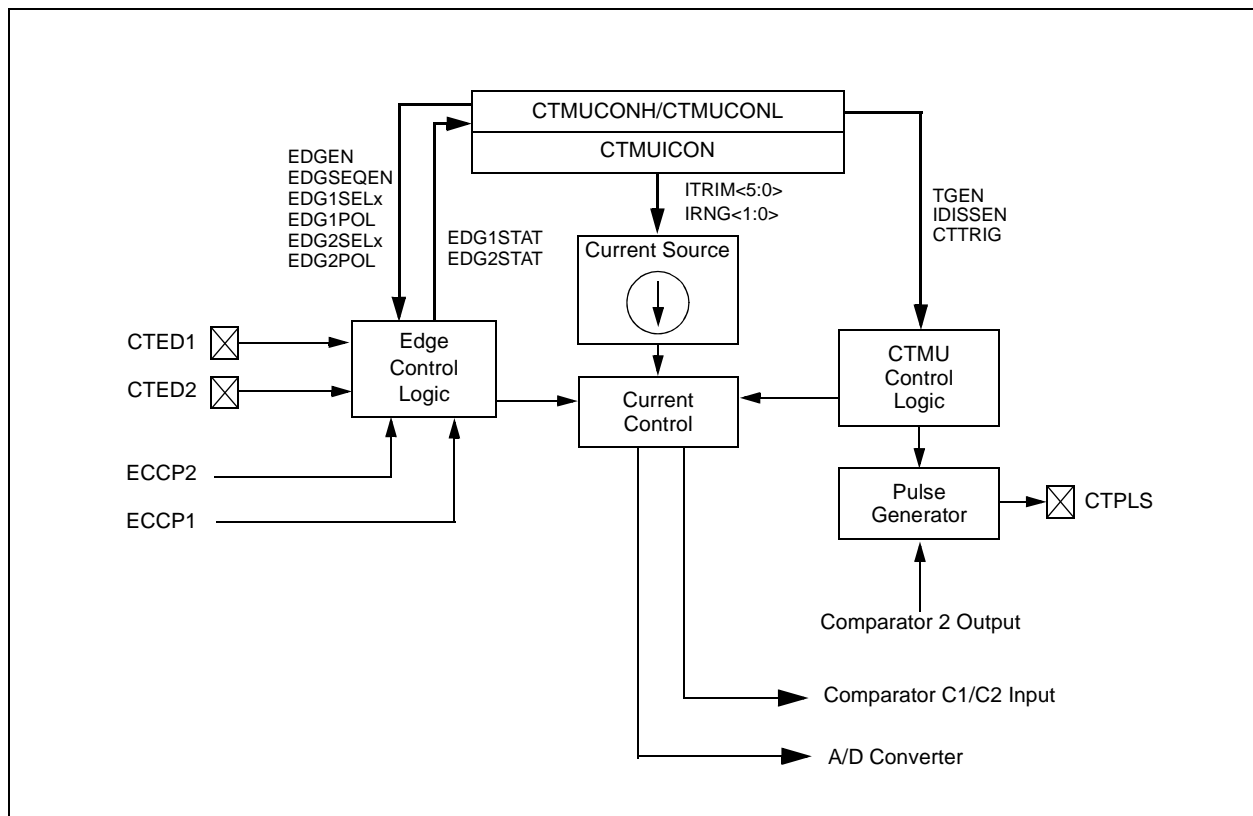 CTMUCONH/CTMUCONL
CTMUICON
EDGEN
EDGSEQEN
EDG1SELx
EDG1POL
EDG2SELx
EDG2POL
EDG1STAT
EDG2STAT
ITRIM<5:0>
IRNG<1:0>
TGEN
IDISSEN
CTTRIG
Current Source
CTED1
CTED2
Edge
Control
Logic
Current
Control
CTMU
Control
Logic
ECCP2
ECCP1
Pulse
Generator
CTPLS
Comparator 2 Output
Comparator C1/C2 Input
A/D Converter